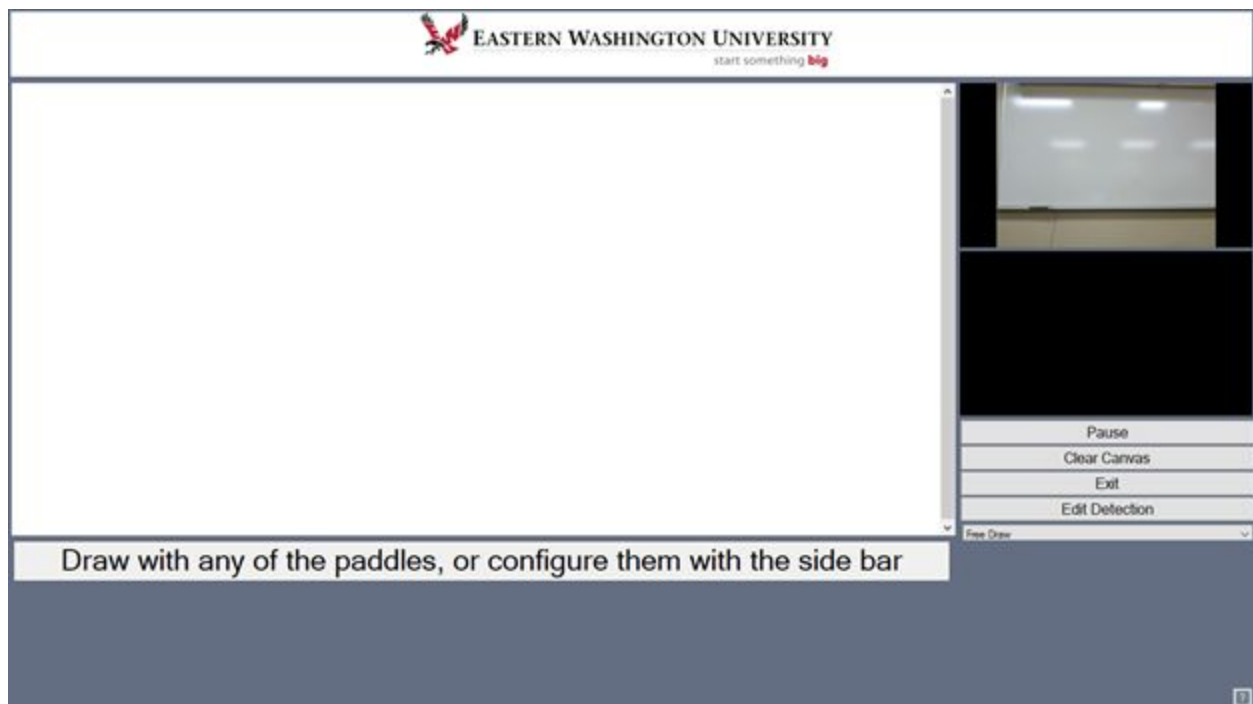 EASTERN WASHINGTON UNIVERSITY
start something big
Pause
Clear Canvas
Exit
Edit Detection
Free Draw
Draw with any of the paddles, or configure them with the side bar
?